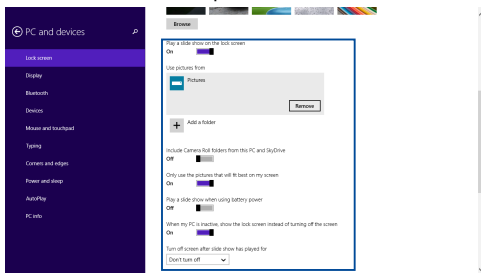 PC and devices
Lock screen
Display
Bluetooth
Devices
Mouse and touchpad
Typing
Corners and edges
Power and sleep
AutoPlay
PC info
Browse
Play a slide show on the lock screen
On
Use pictures from
Pictures
Remove
Add a folder
Include Camera Roll folders from this PC and SkyDrive
Off
Only use the pictures that will fit best on my screen
On
Play a slide show when using battery power
Off
When my PC is inactive, show the lock screen instead of turning off the screen
On
Turn off screen after slide show has played for
Don't turn off